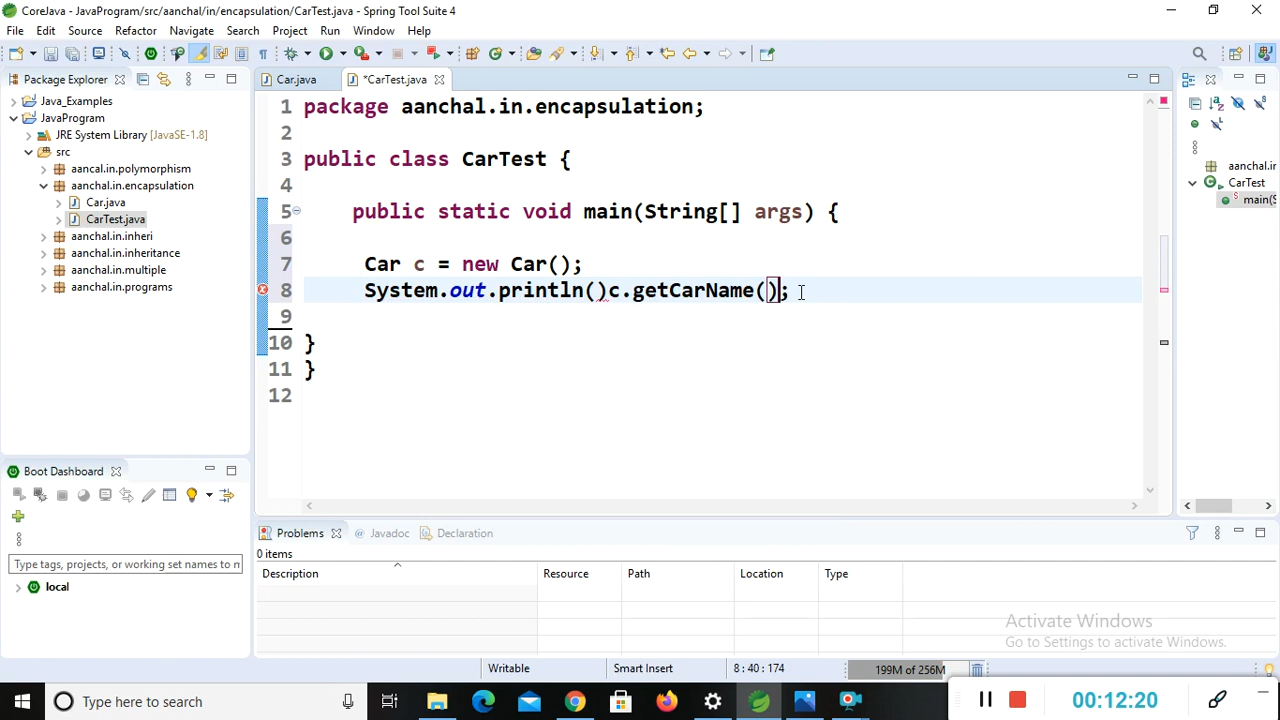 CoreJava - JavaProgram/src/aanchal/in/encapsulation/CarTest.java - Spring Tool Suite 4
File Edit Source Refactor Navigate Search Project Run Window Help
Package Explorer
Java_Examples
JavaProgram
JRE System Library [JavaSE-1.8]
src
aancal.in.polymorphism
aanchal.in.encapsulation
Car.java
CarTest.java
aanchal.in.inheri
aanchal.in.inheritance
aanchal.in.multiple
aanchal.in.programs
Boot Dashboard
Type tags, projects, or working set names to m
local
Car.java *CarTest.java
1 package aanchal.in.encapsulation;
2
3 public class CarTest {
4
5 public static void main(String[] args) {
6
7 Car c = new Car();
8 System.out.println()c.getCarName();
9
10 }
11 }
12
aanchal.in
CarTest
main(S
Problems Javadoc Declaration
0 items
Description Resource Path Location Type
Activate Windows
Go to Settings to activate Windows.
Writable Smart Insert 8 : 40 : 174 199M of 256M
Type here to search
00:12:20